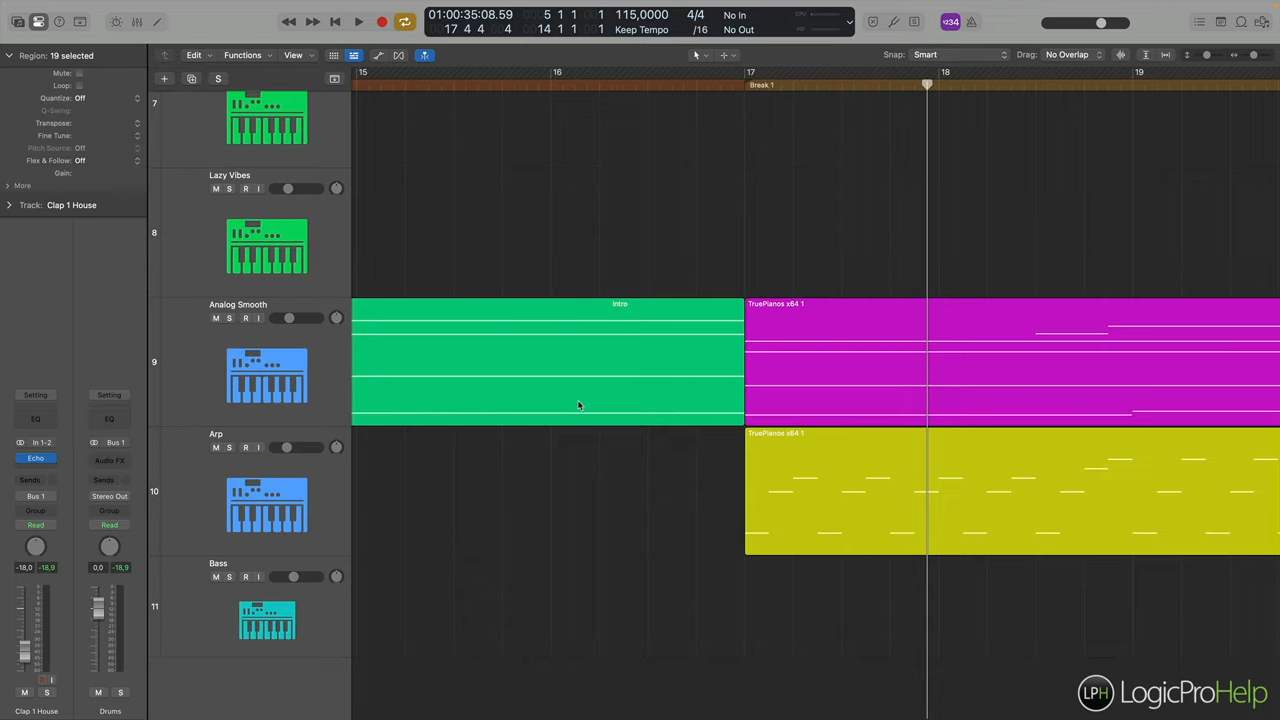 01:00:35:08.59 5 1 1 1 115,0000 4/4 No In
17 4 4 4 14 1 1 1 Keep Tempo /16 No Out
CPU
1234
Region: 19 selected
Edit Functions View
Snap: Smart Drag: No Overlap
Mute:
Loop:
Quantize: Off
Q-Swing:
Transpose:
Fine Tune:
Pitch Source: Off
Flex & Follow: Off
Gain:
More
Track: Clap 1 House
S
15 16 17 18 19
Break 1
7
Lazy Vibes
M S R I
8
Analog Smooth
M S R I
9
Intro
TruePianos x64 1
Arp
M S R I
10
TruePianos x64 1
Bass
M S R I
11
Setting Setting
EQ EQ
In 1-2 Bus 1
Echo Audio FX
Sends Sends
Bus 1 Stereo Out
Group Group
Read Read
-18,0 -18,9 0,0 -18,9
R I
M S M S
Clap 1 House Drums
LPH LogicProHelp